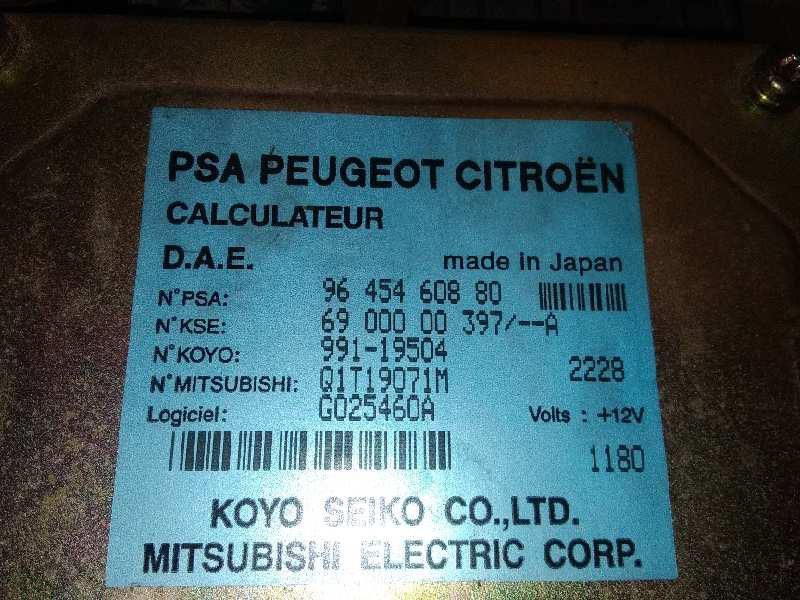 PSA PEUGEOT CITROËN
CALCULATEUR
D.A.E. made in Japan
N°PSA: 96 454 608 80
N°KSE: 69 000 00 397/--A
N°KOYO: 991-19504
N°MITSUBISHI: Q1T19071M 2228
Logiciel: G025460A Volts : +12V
1180
KOYO SEIKO CO.,LTD.
MITSUBISHI ELECTRIC CORP.